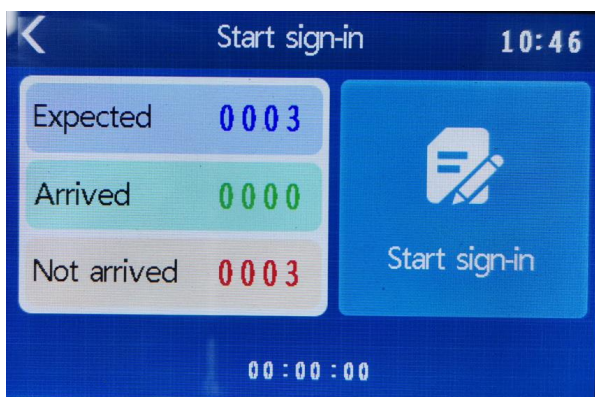 Start sign-in 10:46
Expected 0003
Arrived 0000
Not arrived 0003
Start sign-in
00:00:00